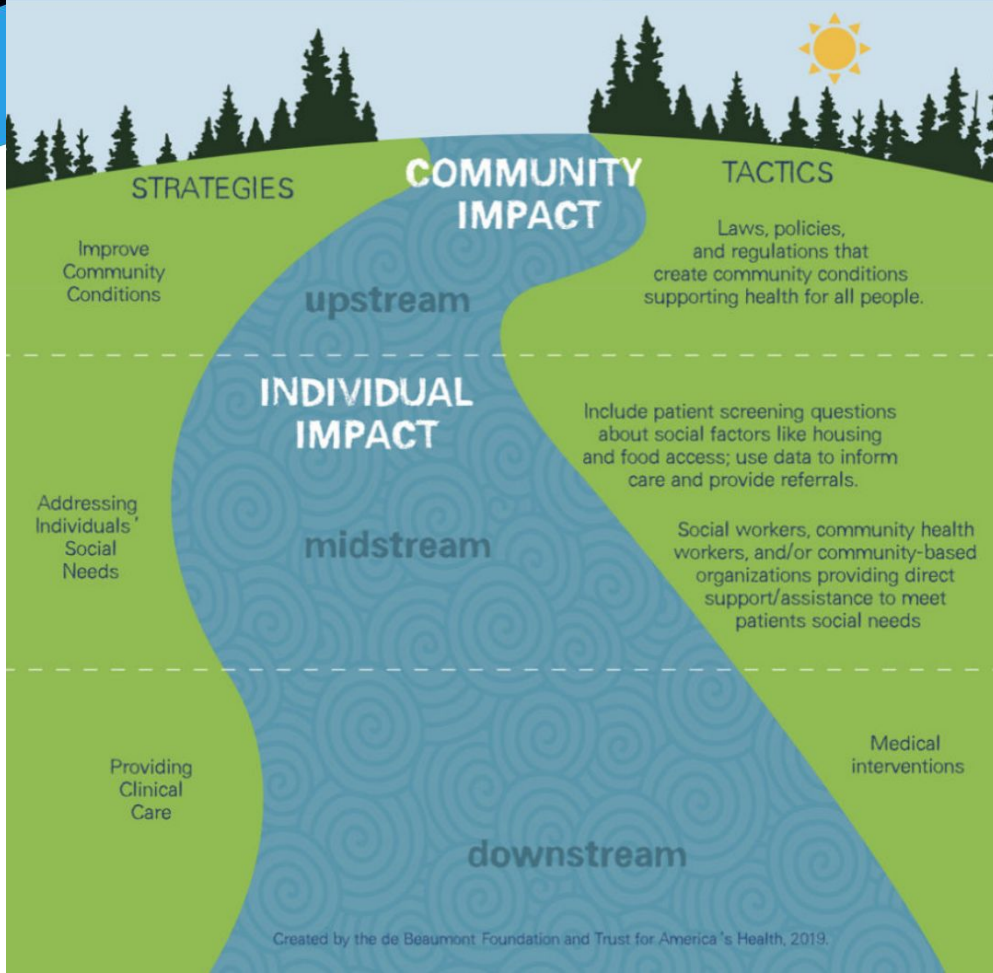 STRATEGIES
COMMUNITY
IMPACT
TACTICS
Improve
Community
Conditions
upstream
Laws, policies,
and regulations that
create community conditions
supporting health for all people.
INDIVIDUAL
IMPACT
Addressing
Individuals'
Social
Needs
midstream
Include patient screening questions
about social factors like housing
and food access; use data to inform
care and provide referrals.
Social workers, community health
workers, and/or community-based
organizations providing direct
support/assistance to meet
patients social needs
Providing
Clinical
Care
downstream
Medical
interventions
Created by the de Beaumont Foundation and Trust for America's Health, 2019.